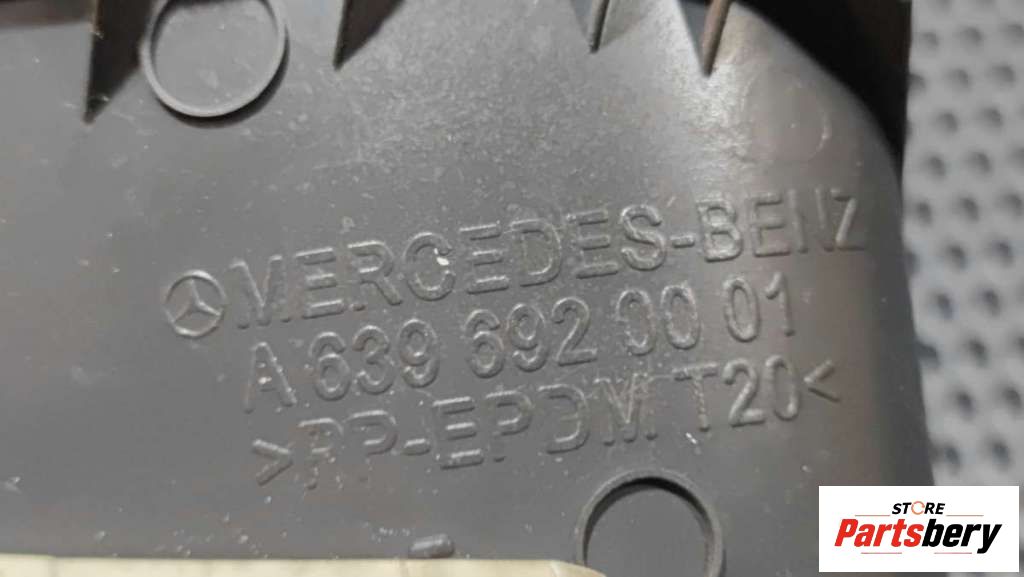 MERCEDES-BENZ
A 639 692 00 01
>PP-EPDM T20<
STORE
Partsbery